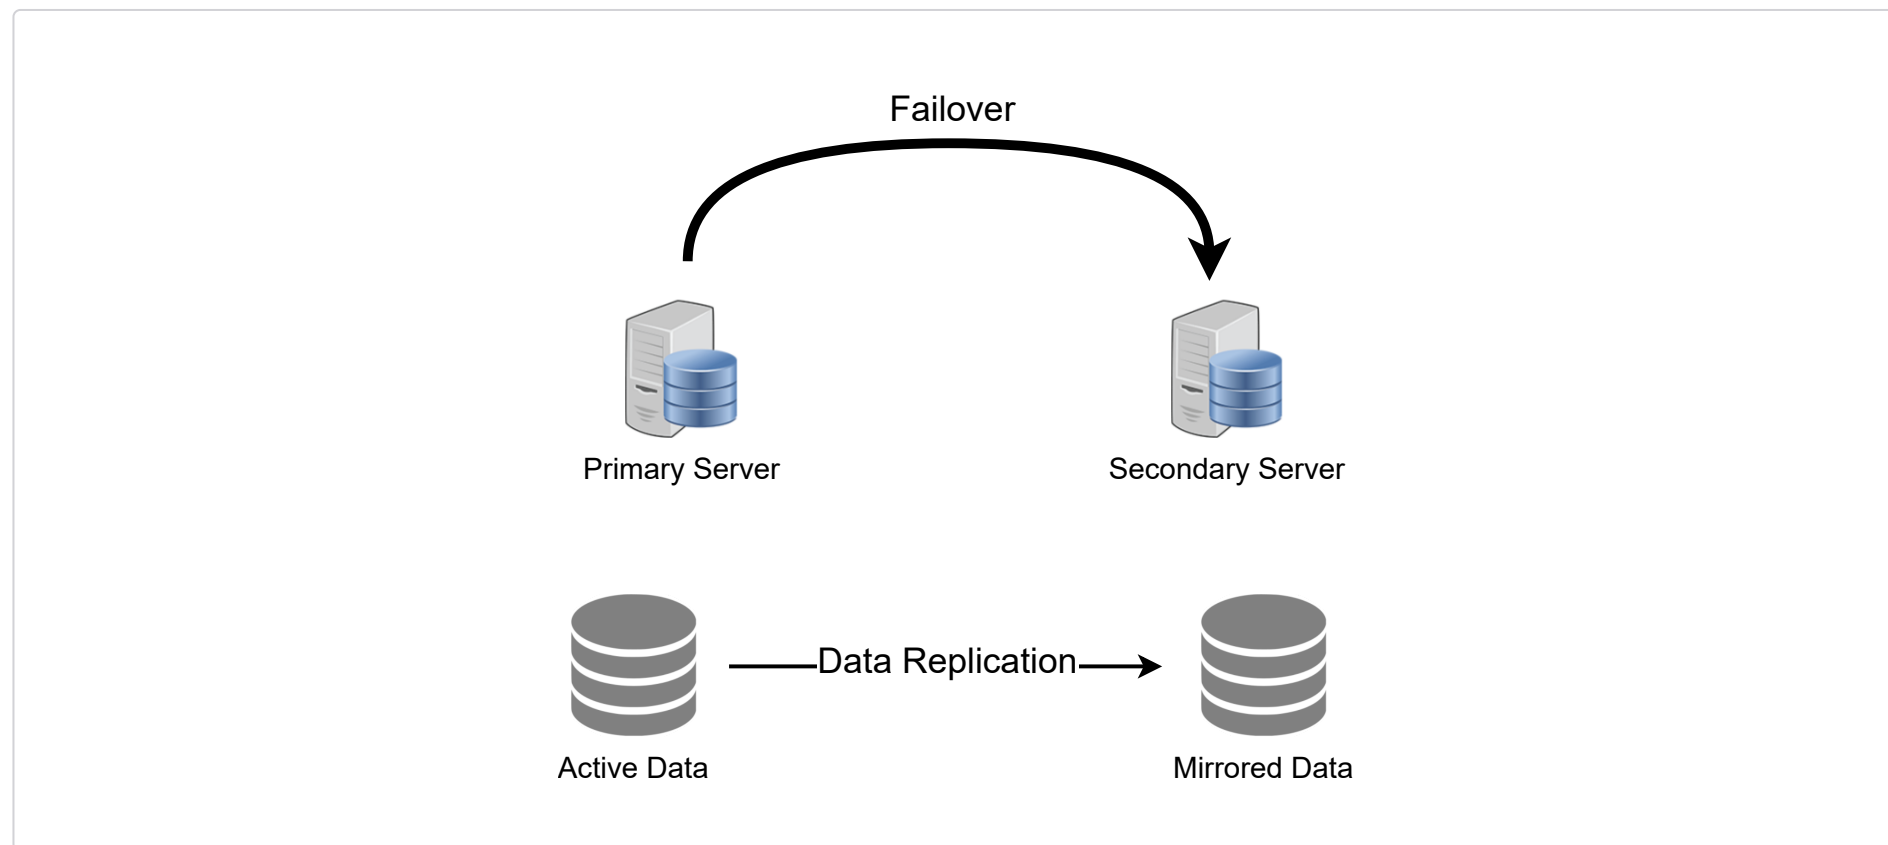 Failover
Primary Server
Secondary Server
Data Replication
Active Data
Mirrored Data